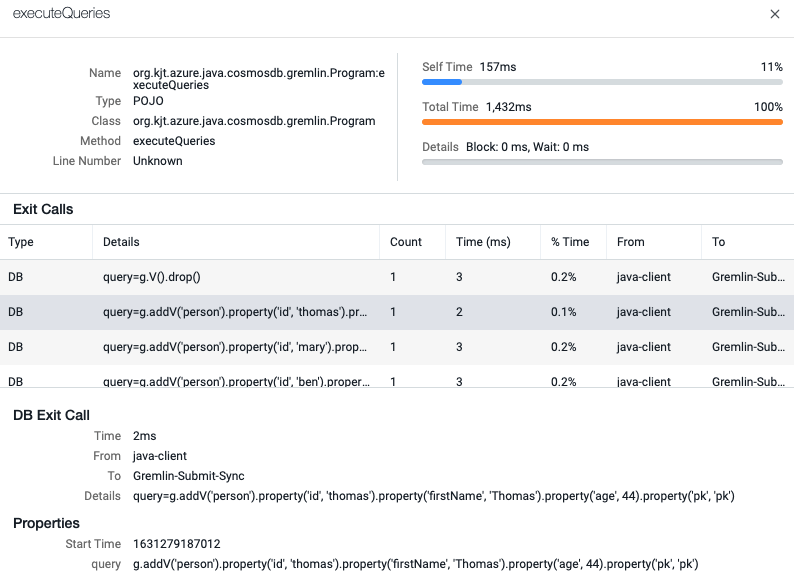 executeQueries
Name org.kjt.azure.java.cosmosdb.gremlin.Program:e
xecuteQueries
Type POJO
Class org.kjt.azure.java.cosmosdb.gremlin.Program
Method executeQueries
Line Number Unknown
Self Time 157ms 11%
Total Time 1,432ms 100%
Details Block: 0 ms, Wait: 0 ms
Exit Calls
Type Details Count Time (ms) % Time From To
DB query=g.V().drop() 1 3 0.2% java-client Gremlin-Sub...
DB query=g.addV('person').property('id', 'thomas').pr... 1 2 0.1% java-client Gremlin-Sub...
DB query=g.addV('person').property('id', 'mary').prop... 1 3 0.2% java-client Gremlin-Sub...
DB query=g.addV('person').property('id', 'ben').proper... 1 3 0.2% java-client Gremlin-Sub...
DB Exit Call
Time 2ms
From java-client
To Gremlin-Submit-Sync
Details query=g.addV('person').property('id', 'thomas').property('firstName', 'Thomas').property('age', 44).property('pk', 'pk')
Properties
Start Time 1631279187012
query g.addV('person').property('id', 'thomas').property('firstName', 'Thomas').property('age', 44).property('pk', 'pk')